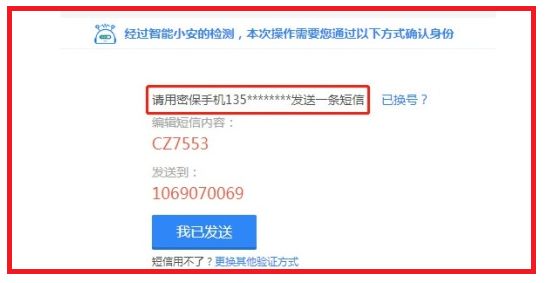 经过智能小安的检测，本次操作需要您通过以下方式确认身份
请用密保手机135********发送一条短信 已换号？
编辑短信内容：
CZ7553
发送到：
1069070069
我已发送
短信用不了？更换其他验证方式